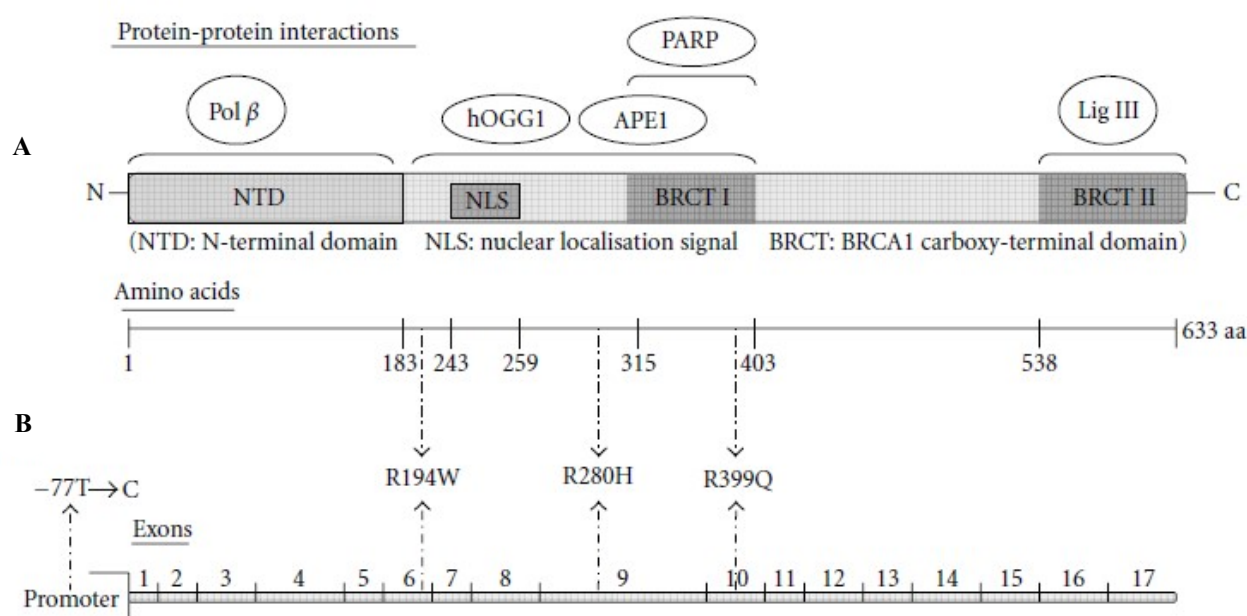 Protein-protein interactions
PARP
Pol β
hOGG1
APE1
Lig III
A
N
NTD
NLS
BRCT I
BRCT II
C
(NTD: N-terminal domain NLS: nuclear localisation signal BRCT: BRCA1 carboxy-terminal domain)
Amino acids
633 aa
1 183 243 259 315 403 538
B
R194W R280H R399Q
−77T→C
Exons
1 2 3 4 5 6 7 8 9 10 11 12 13 14 15 16 17
Promoter